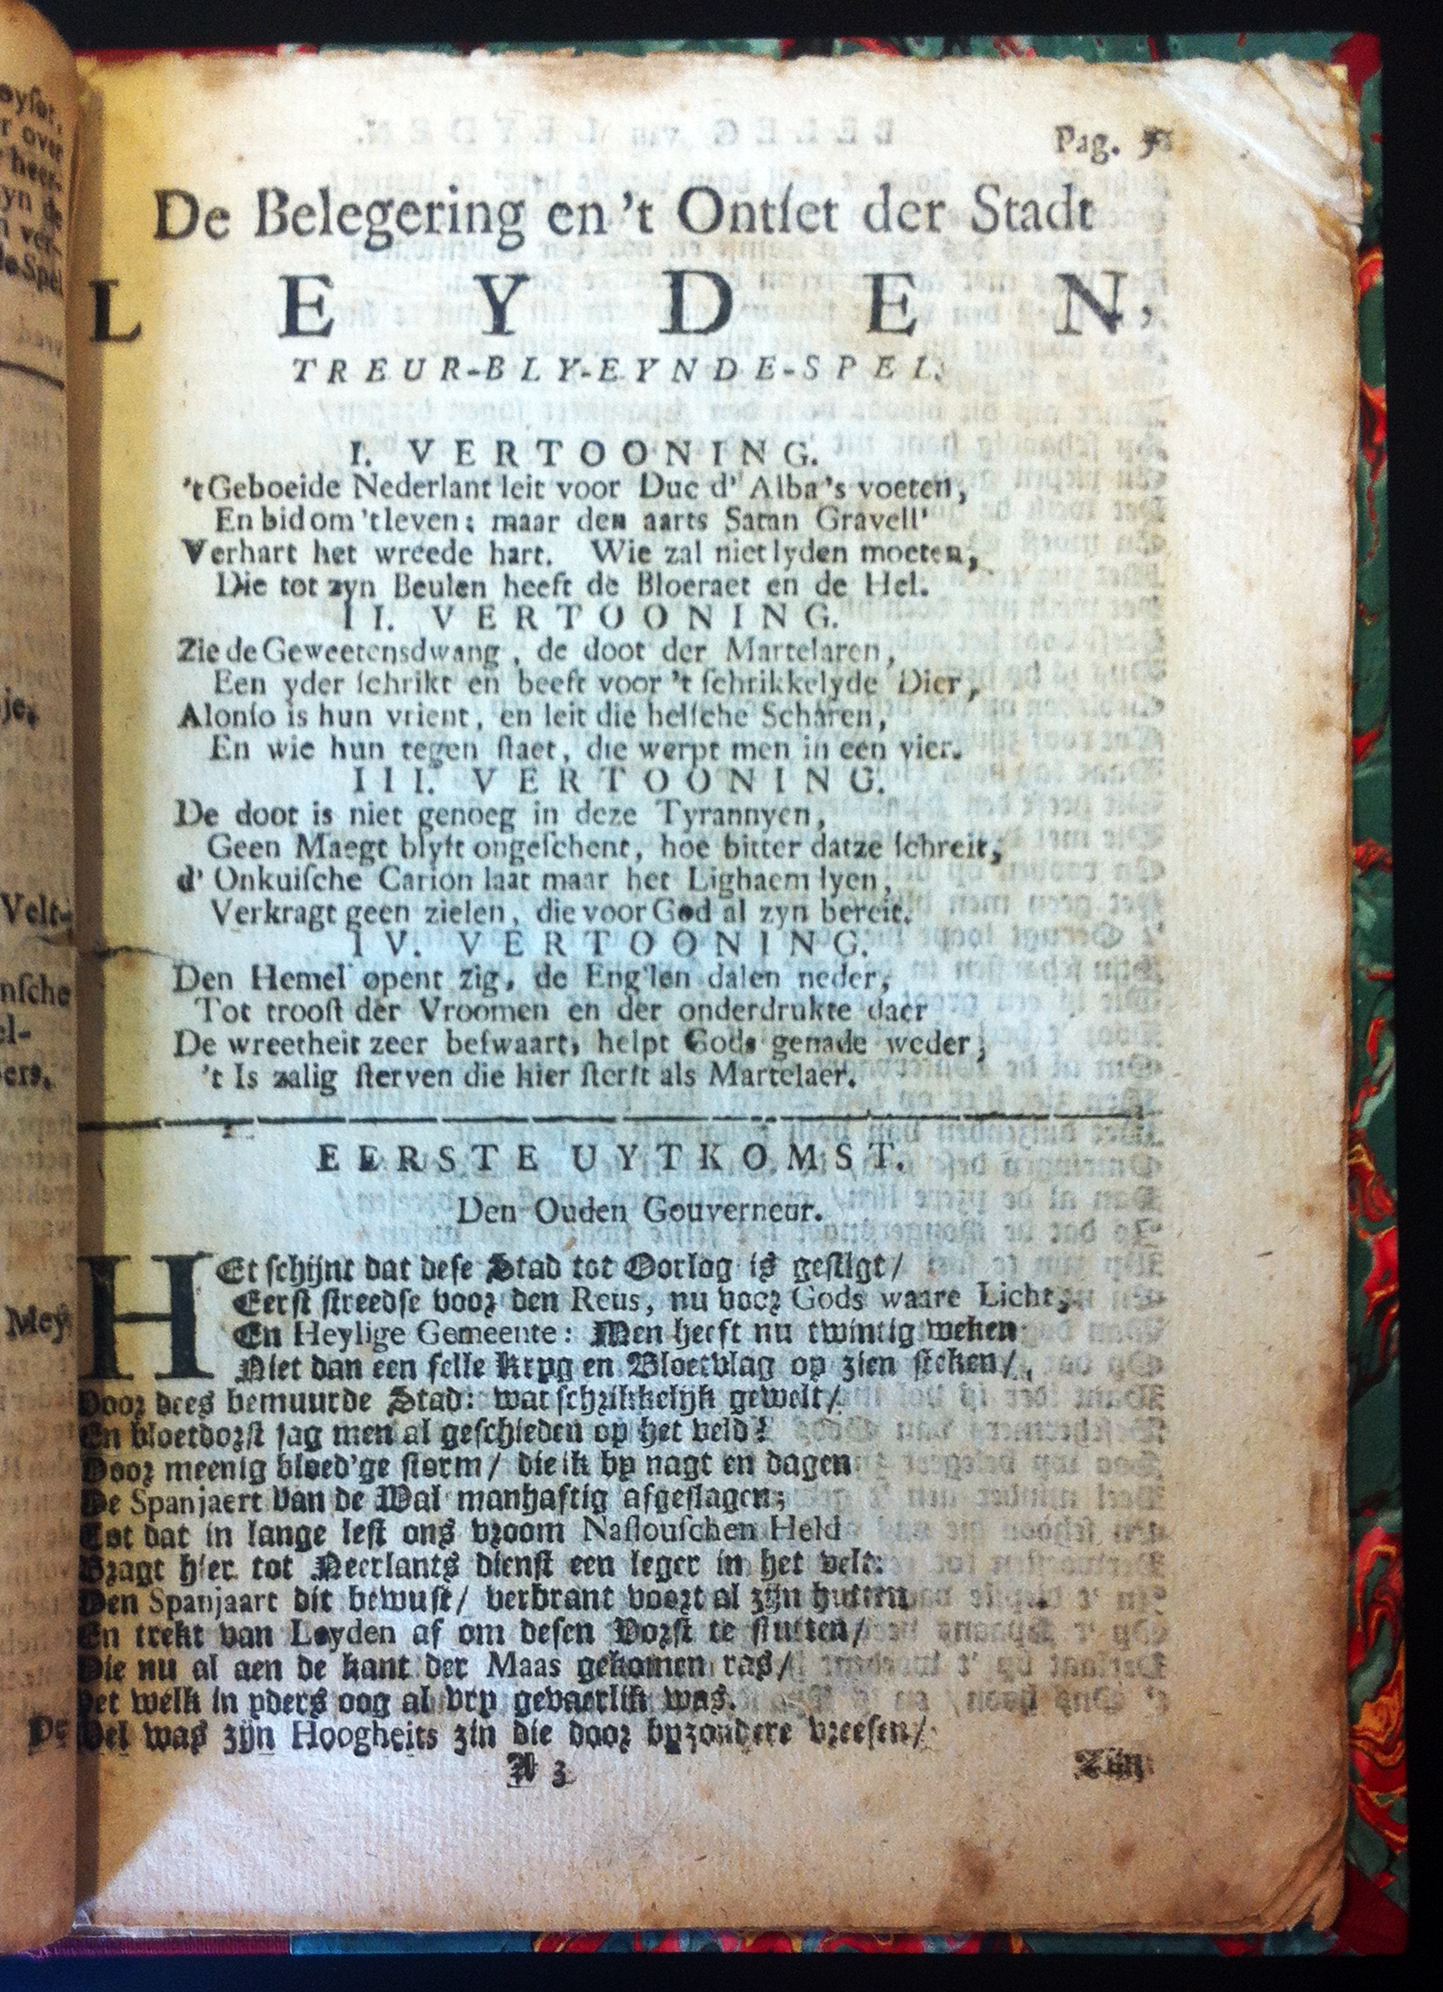 Pag. 5
De Belegering en 't Ontſet der Stadt
L E Y D E N,
TREUR-BLY-EYNDE-SPEL.
I. VERTOONING.
't Geboeide Nederlant leit voor Duc d' Alba's voeten,
En bid om 't leven; maar den aarts Satan Gravell'
Verhart het wreede hart. Wie zal niet lyden moeten,
Die tot zyn Beulen heeft de Bloeraet en de Hel.
II. VERTOONING.
Zie de Geweetensdwang, de doot der Martelaren,
Een yder ſchrikt en beeft voor 't ſchrikkelyde Dier,
Alonſo is hun vrient, en leit die helſche Scharen,
En wie hun tegen ſtaet, die werpt men in een vier.
III. VERTOONING.
De doot is niet genoeg in deze Tyrannyen,
Geen Maegt blyft ongeſchent, hoe bitter datze ſchreit,
d' Onkuiſche Carion laat maar het Lighaem lyen,
Verkragt geen zielen, die voor God al zyn bereit.
IV. VERTOONING.
Den Hemel opent zig, de Eng'len dalen neder,
Tot trooſt der Vroomen en der onderdrukte daer
De wreetheit zeer beſwaart, helpt Gods genade weder;
't Is zalig ſterven die hier ſterft als Martelaer.
EERSTE UYTKOMST.
Den Ouden Gouverneur.
HEt ſchijnt dat deſe Stad tot Oorlog is geſtigt/
Eerſt ſtreedſe voor den Reus, nu voor Gods waare Licht,
En Heylige Gemeente: Men heeft nu twintig weken
Niet dan een felle Kryg en Bloetvlag op zien ſteken/
Door dees bemuurde Stad: wat ſchrikkelijk gewelt/
En bloetdorſt ſag men al geſchieden op het veld?
Door meenig bloed'ge ſtorm/ die ik by nagt en dagen
De Spanjaert van de Wal manhaftig afgeſlagen;
Tot dat in lange leſt ons vroom Naſſouſchen Held
Bragt hier tot Neerlants dienſt een leger in het velt:
Den Spanjaart dit bewuſt/ verbrant voort al zijn hutten
En trekt van Leyden af om deſen Vorſt te ſtutten/
Die nu al aen de kant der Maas gekomen ras/
Het welk in yders oog al vry gevaerlik was.
Vel was zijn Hoogheits zin die door byzondere vreeſen/
A 3
Zijn